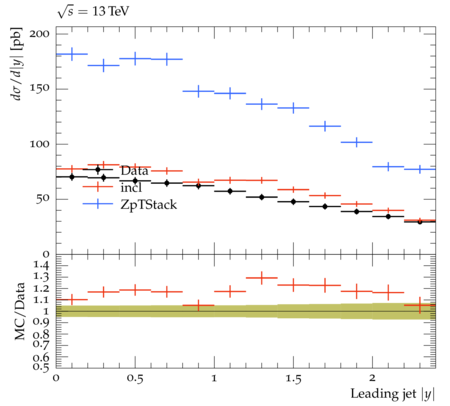 √s = 13 TeV
dσ/d|y| [pb]
200
150
100
50
0
Data
incl
ZpTStack
MC/Data
1.4
1.3
1.2
1.1
1
0.9
0.8
0.7
0.6
0.5
0 0.5 1 1.5 2
Leading jet |y|